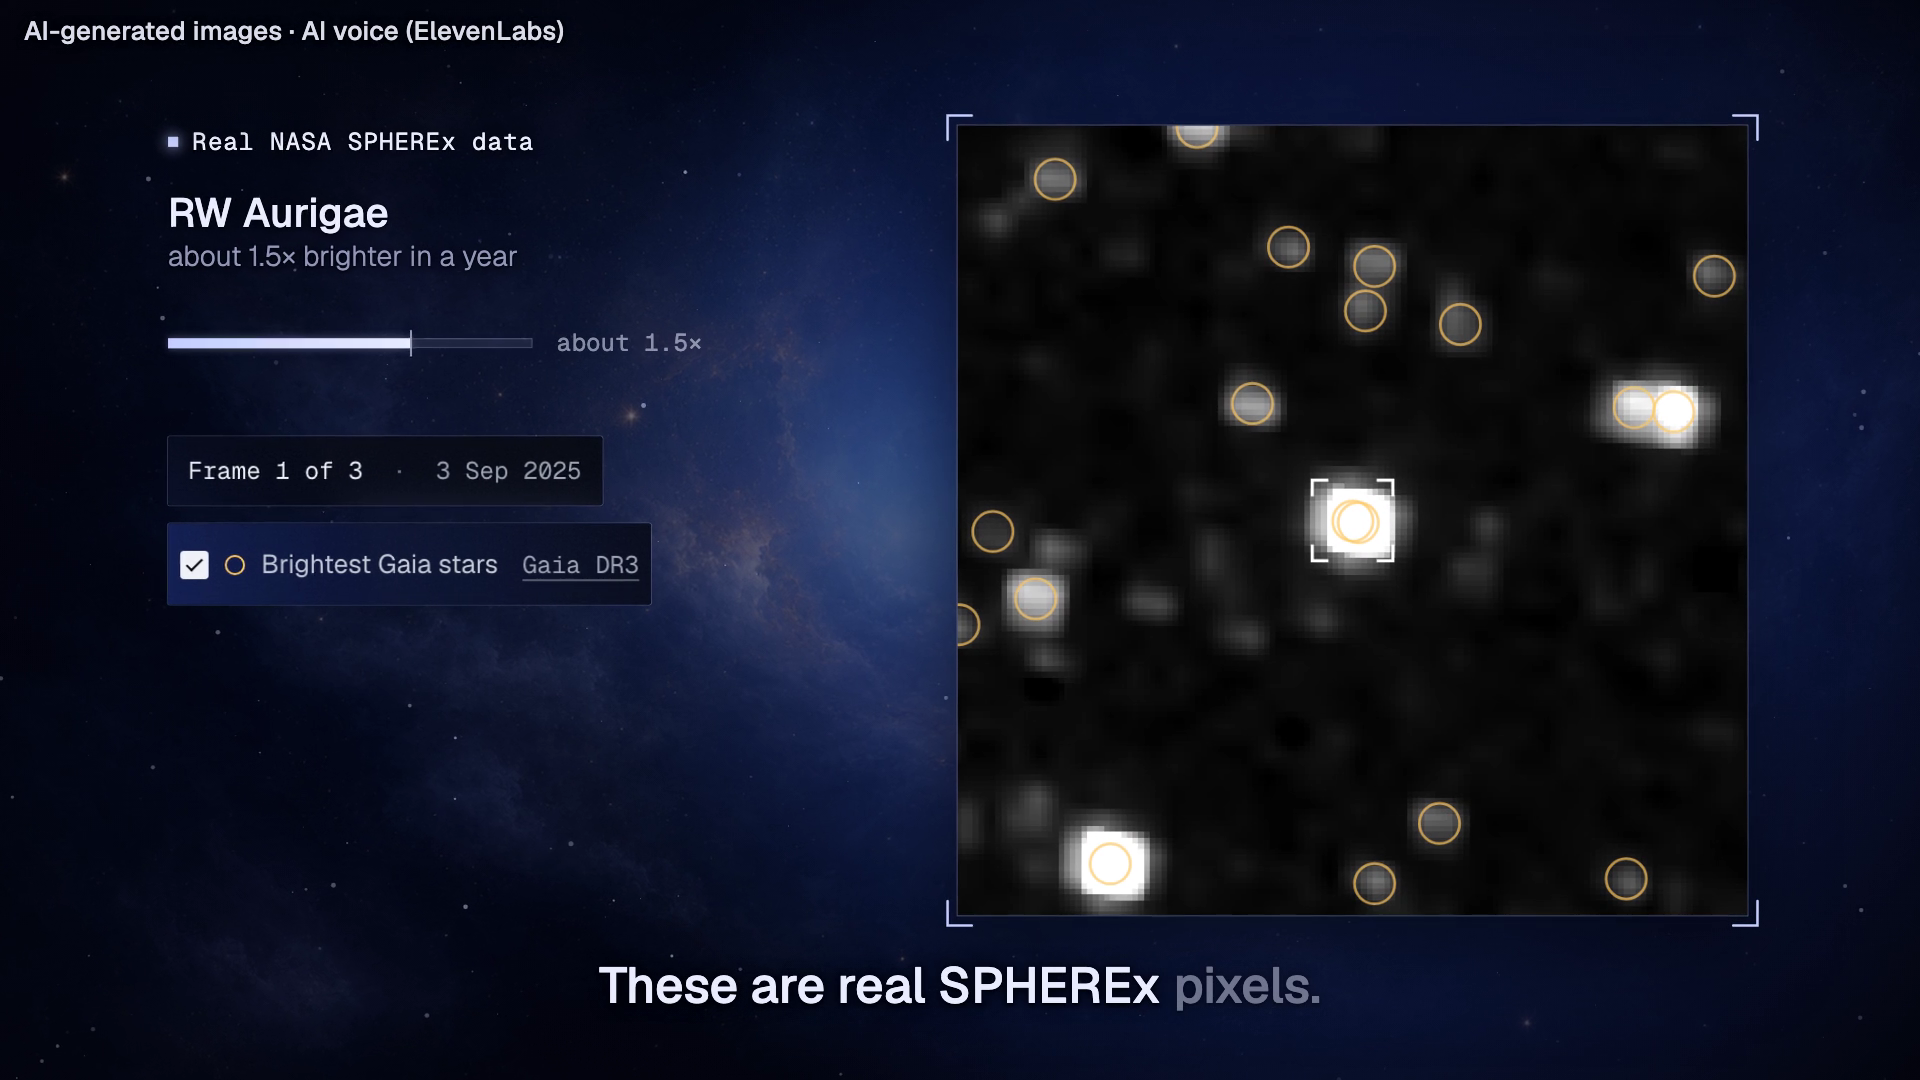 AI-generated images · AI voice (ElevenLabs)
Real NASA SPHEREx data
RW Aurigae
about 1.5× brighter in a year
about 1.5×
Frame 1 of 3 · 3 Sep 2025
Brightest Gaia stars Gaia DR3
These are real SPHEREx pixels.